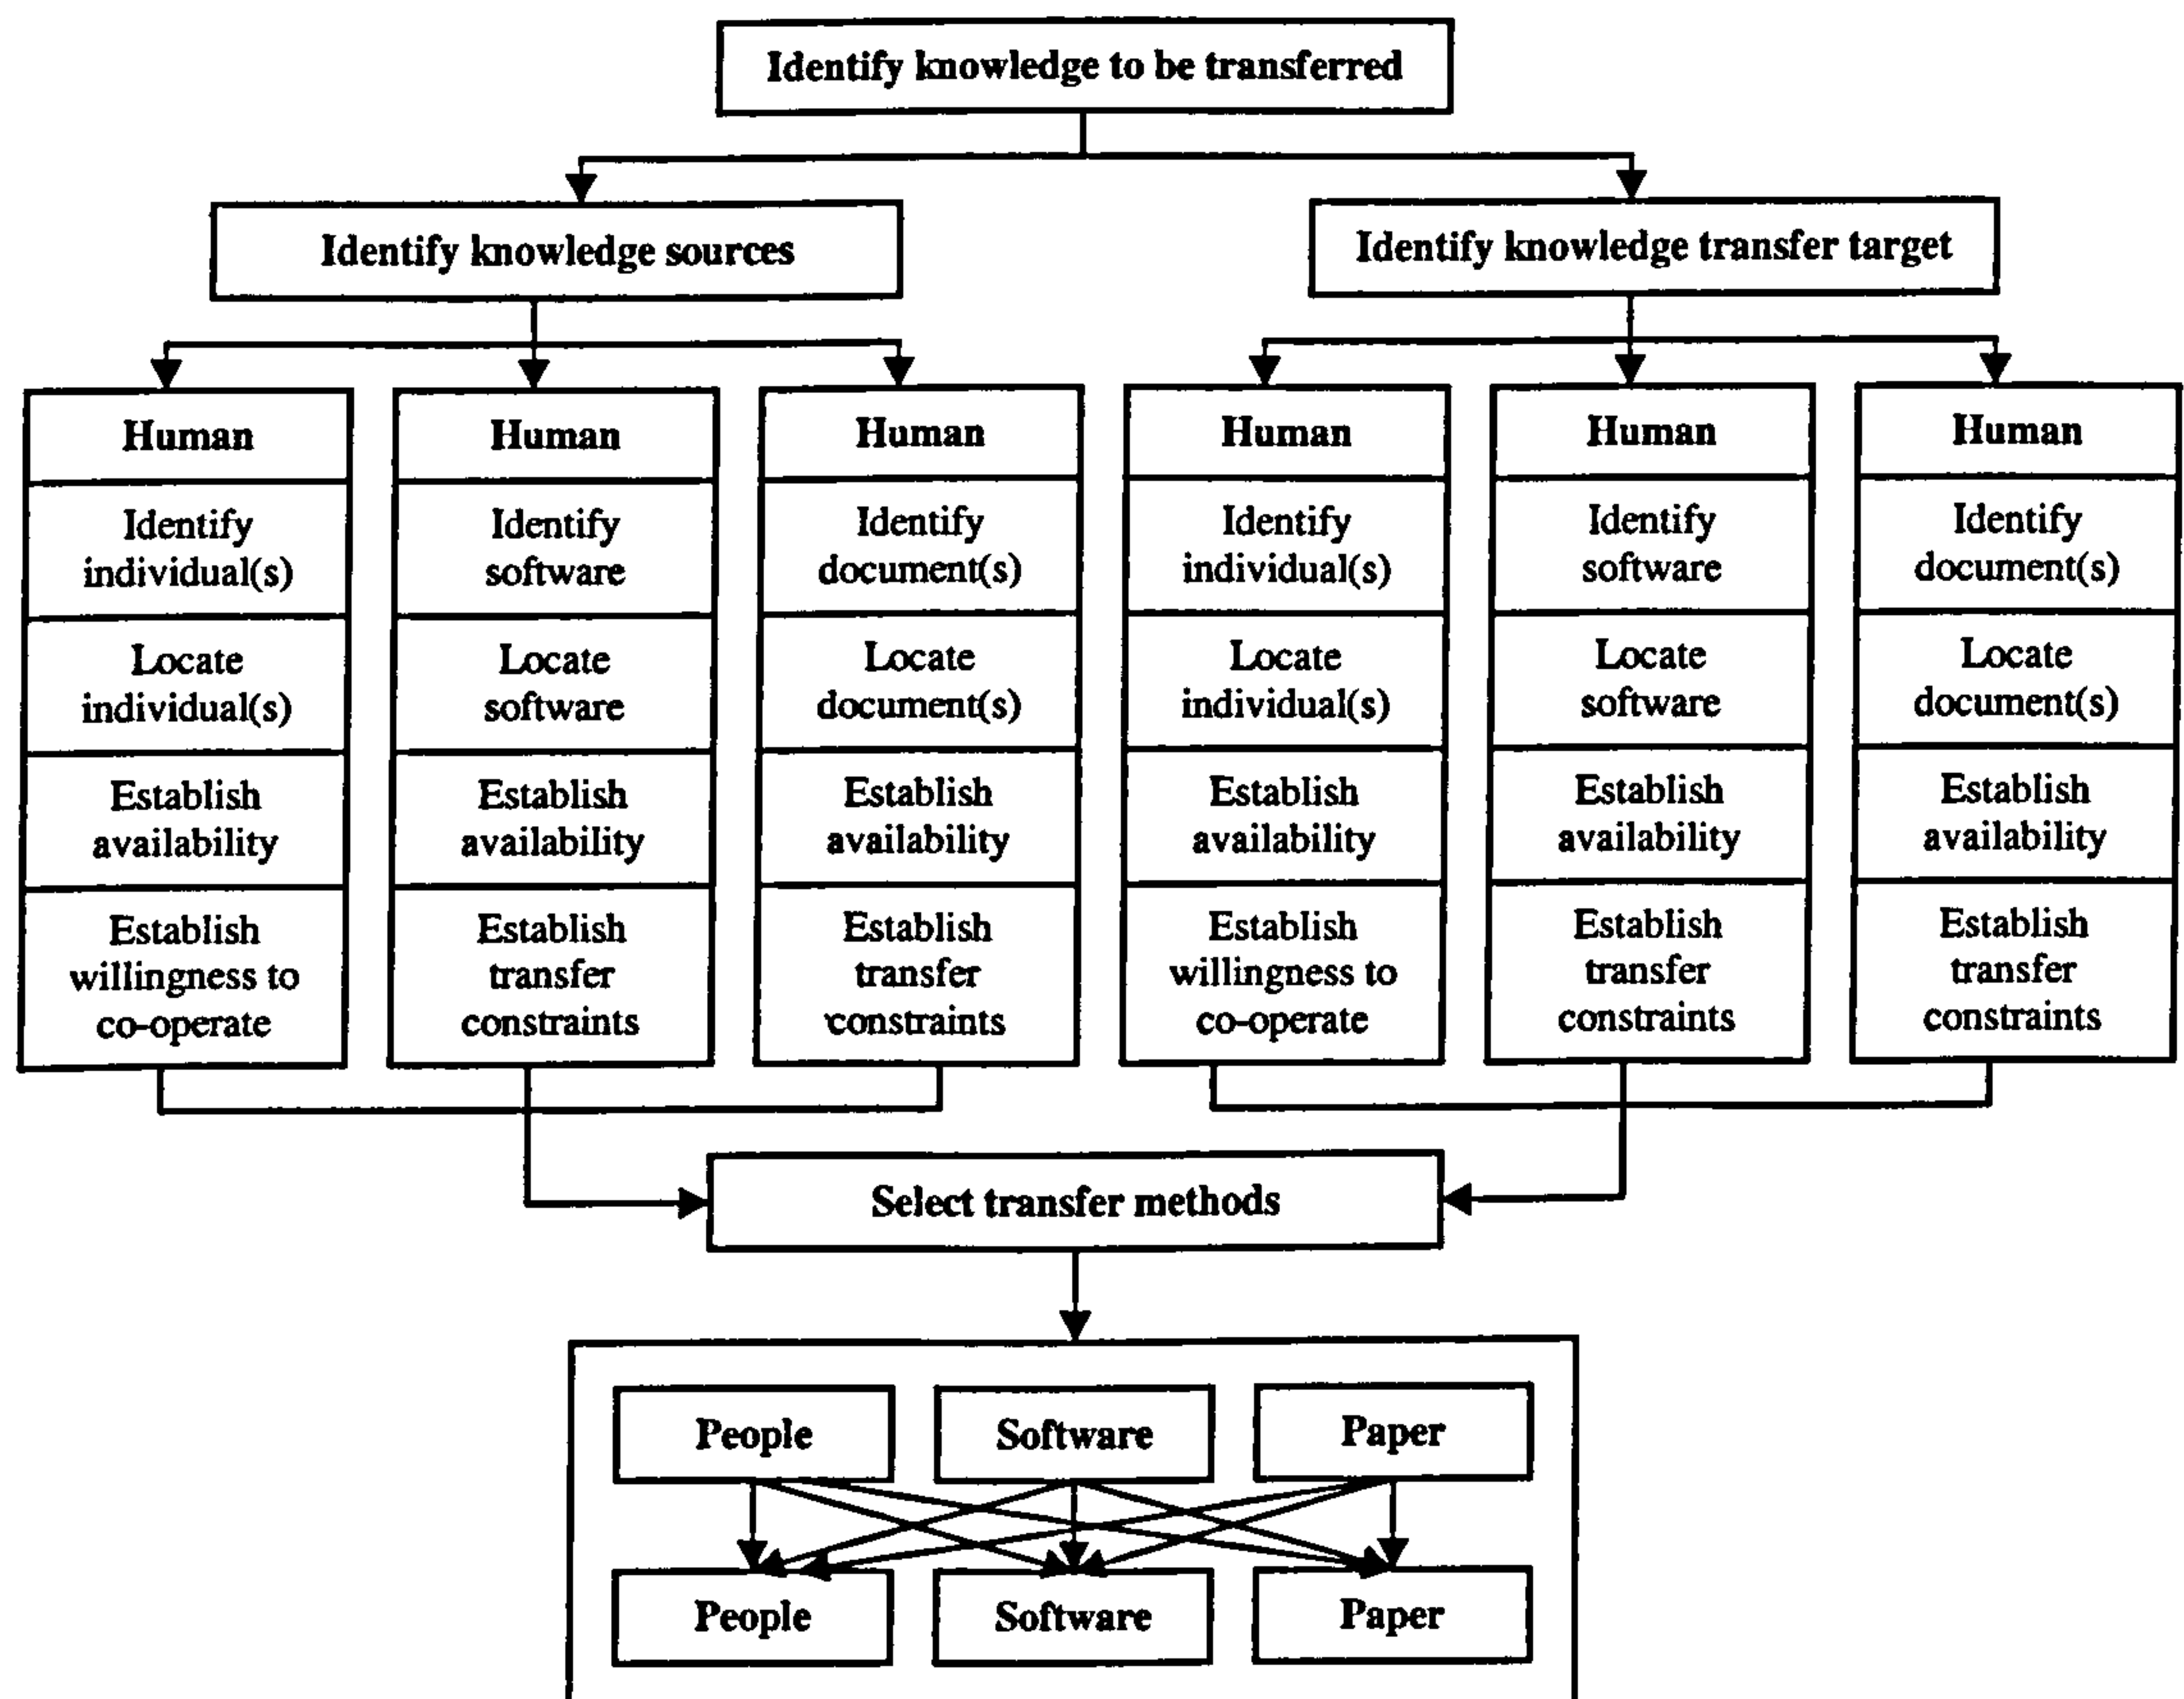 Identify knowledge to be transferred
Identify knowledge sources
Identify knowledge transfer target
Human
Identify
individual(s)
Locate
individual(s)
Establish
availability
Establish
willingness to
co-operate
Human
Identify
software
Locate
software
Establish
availability
Establish
transfer
constraints
Human
Identify
document(s)
Locate
document(s)
Establish
availability
Establish
transfer
constraints
Human
Identify
individual(s)
Locate
individual(s)
Establish
availability
Establish
willingness to
co-operate
Human
Identify
software
Locate
software
Establish
availability
Establish
transfer
constraints
Human
Identify
document(s)
Locate
document(s)
Establish
availability
Establish
transfer
constraints
Select transfer methods
People
Software
Paper
People
Software
Paper